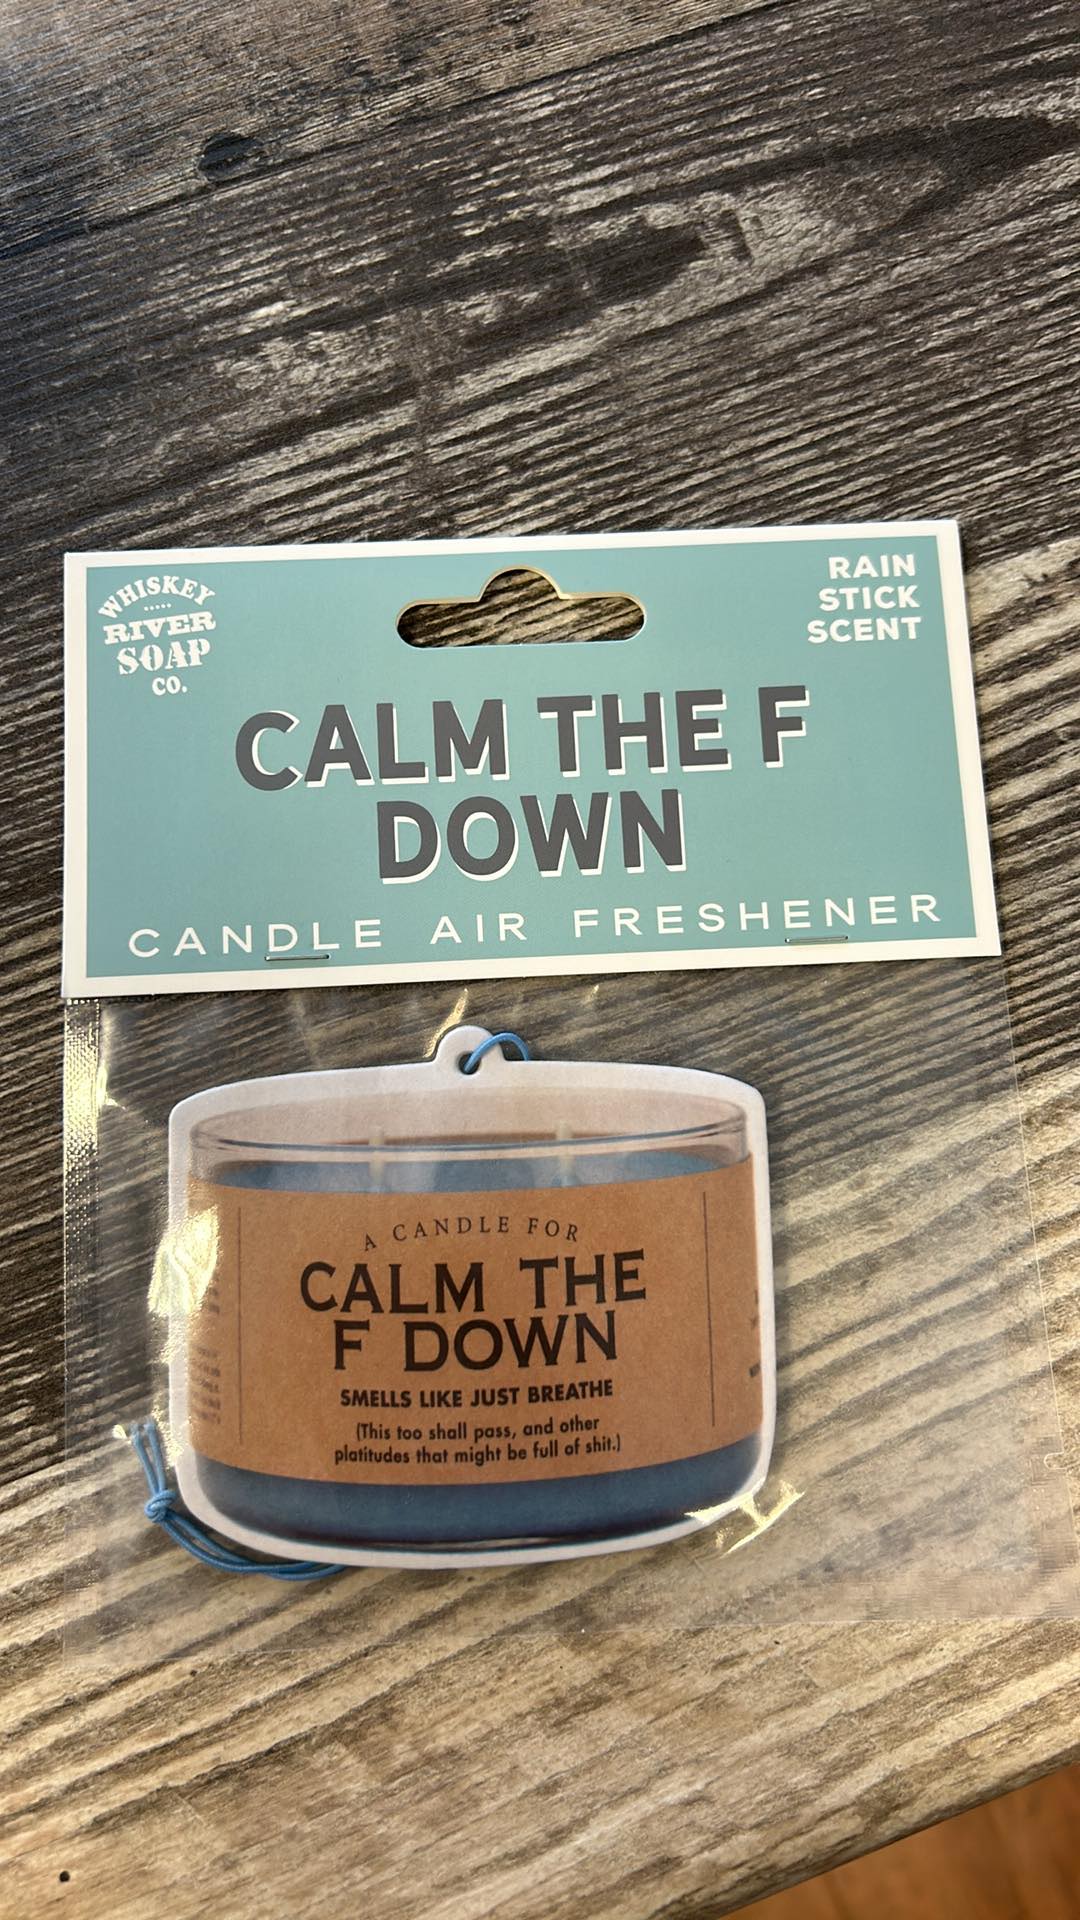 WHISKEY
RIVER
SOAP
CO.
RAIN
STICK
SCENT
CALM THE F
DOWN
CANDLE AIR FRESHENER
A CANDLE FOR
CALM THE
F DOWN
SMELLS LIKE JUST BREATHE
(This too shall pass, and other
platitudes that might be full of shit.)